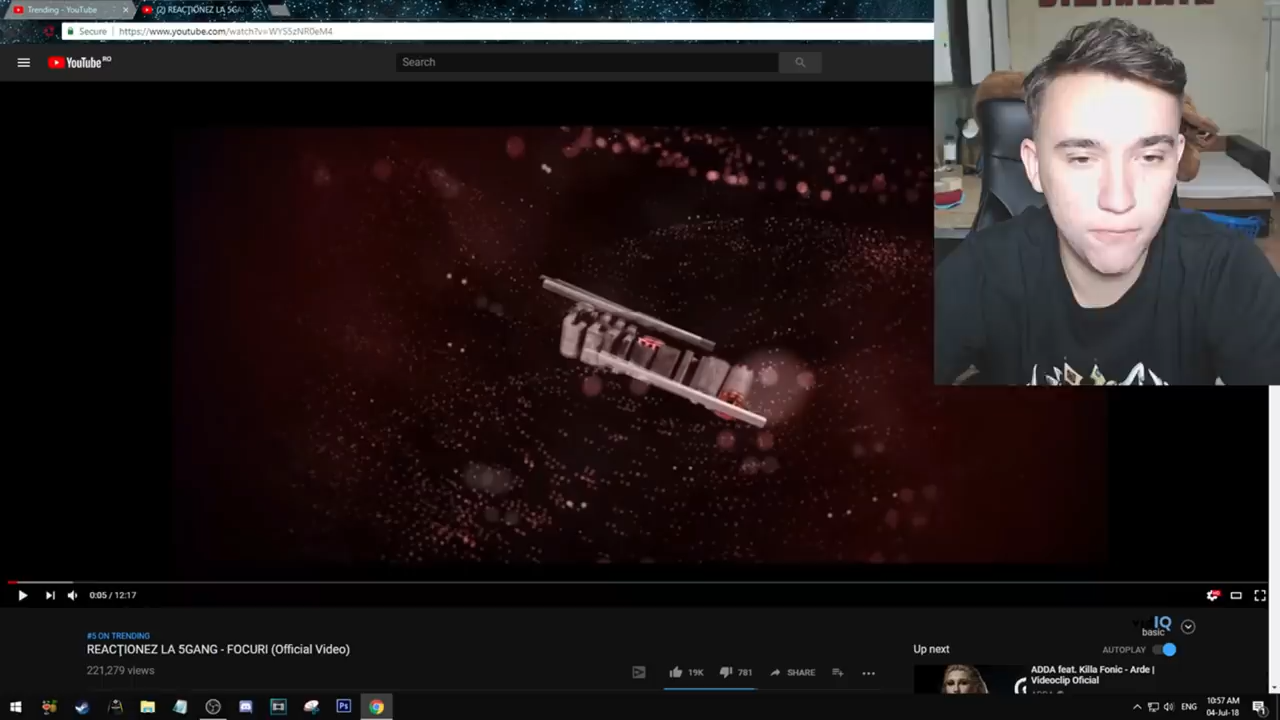 Trending - YouTube
(2) REACȚIONEZ LA 5GA
Secure
https://www.youtube.com/watch?v=WYS5zNR0eM4
YouTube RO
Search
0:05 / 12:17
#5 ON TRENDING
REACȚIONEZ LA 5GANG - FOCURI (Official Video)
221,279 views
19K
781
SHARE
IQ
basic
Up next
AUTOPLAY
ADDA feat. Killa Fonic - Arde |
Videoclip Oficial
Ps
ENG
10:57 AM
04-Jul-18